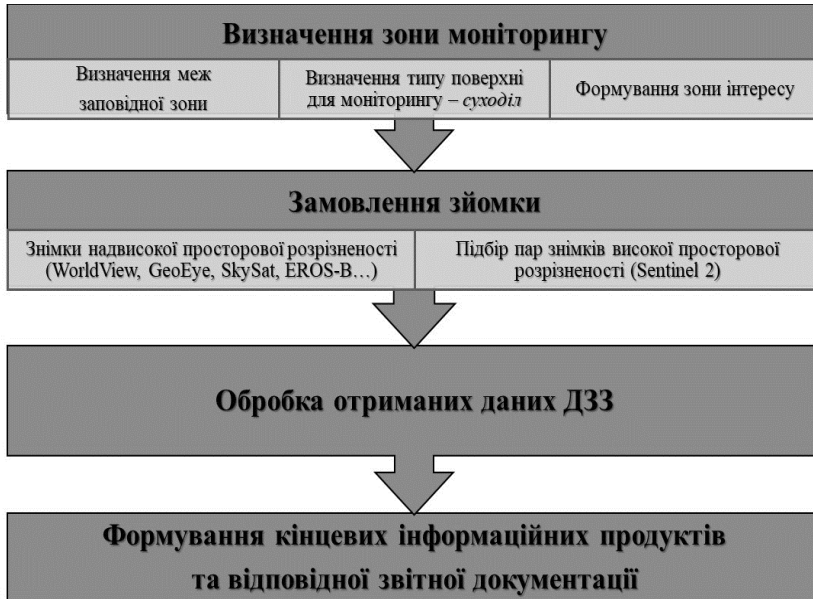 Визначення зони моніторингу
Визначення меж
заповідної зони
Визначення типу поверхні
для моніторингу – суходіл
Формування зони інтересу
Замовлення зйомки
Знімки надвисокої просторової розрізненості
(WorldView, GeoEye, SkySat, EROS-B…)
Підбір пар знімків високої просторової
розрізненості (Sentinel 2)
Обробка отриманих даних ДЗЗ
Формування кінцевих інформаційних продуктів
та відповідної звітної документації